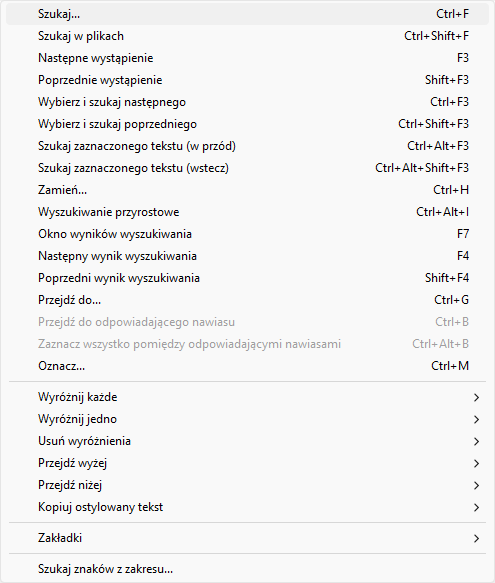 Szukaj... Ctrl+F
Szukaj w plikach Ctrl+Shift+F
Następne wystąpienie F3
Poprzednie wystąpienie Shift+F3
Wybierz i szukaj następnego Ctrl+F3
Wybierz i szukaj poprzedniego Ctrl+Shift+F3
Szukaj zaznaczonego tekstu (w przód) Ctrl+Alt+F3
Szukaj zaznaczonego tekstu (wstecz) Ctrl+Alt+Shift+F3
Zamień... Ctrl+H
Wyszukiwanie przyrostowe Ctrl+Alt+I
Okno wyników wyszukiwania F7
Następny wynik wyszukiwania F4
Poprzedni wynik wyszukiwania Shift+F4
Przejdź do... Ctrl+G
Przejdź do odpowiadającego nawiasu Ctrl+B
Zaznacz wszystko pomiędzy odpowiadającymi nawiasami Ctrl+Alt+B
Oznacz... Ctrl+M
Wyróżnij każde
Wyróżnij jedno
Usuń wyróżnienia
Przejdź wyżej
Przejdź niżej
Kopiuj ostylowany tekst
Zakładki
Szukaj znaków z zakresu...